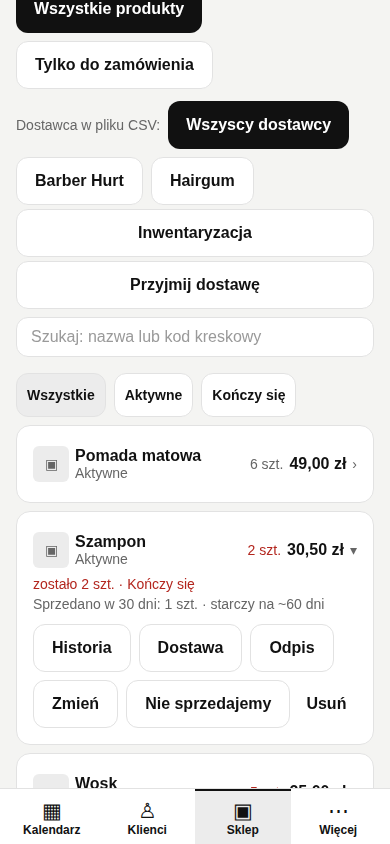 Wszystkie produkty
Tylko do zamówienia
Dostawca w pliku CSV: Wszyscy dostawcy
Barber Hurt Hairgum
Inwentaryzacja
Przyjmij dostawę
Szukaj: nazwa lub kod kreskowy
Wszystkie Aktywne Kończy się
Pomada matowa
Aktywne
6 szt. 49,00 zł ›
Szampon
Aktywne
2 szt. 30,50 zł ▾
zostało 2 szt. · Kończy się
Sprzedano w 30 dni: 1 szt. · starczy na ~60 dni
Historia Dostawa Odpis
Zmień Nie sprzedajemy Usuń
Wosk
Kalendarz Klienci Sklep Więcej